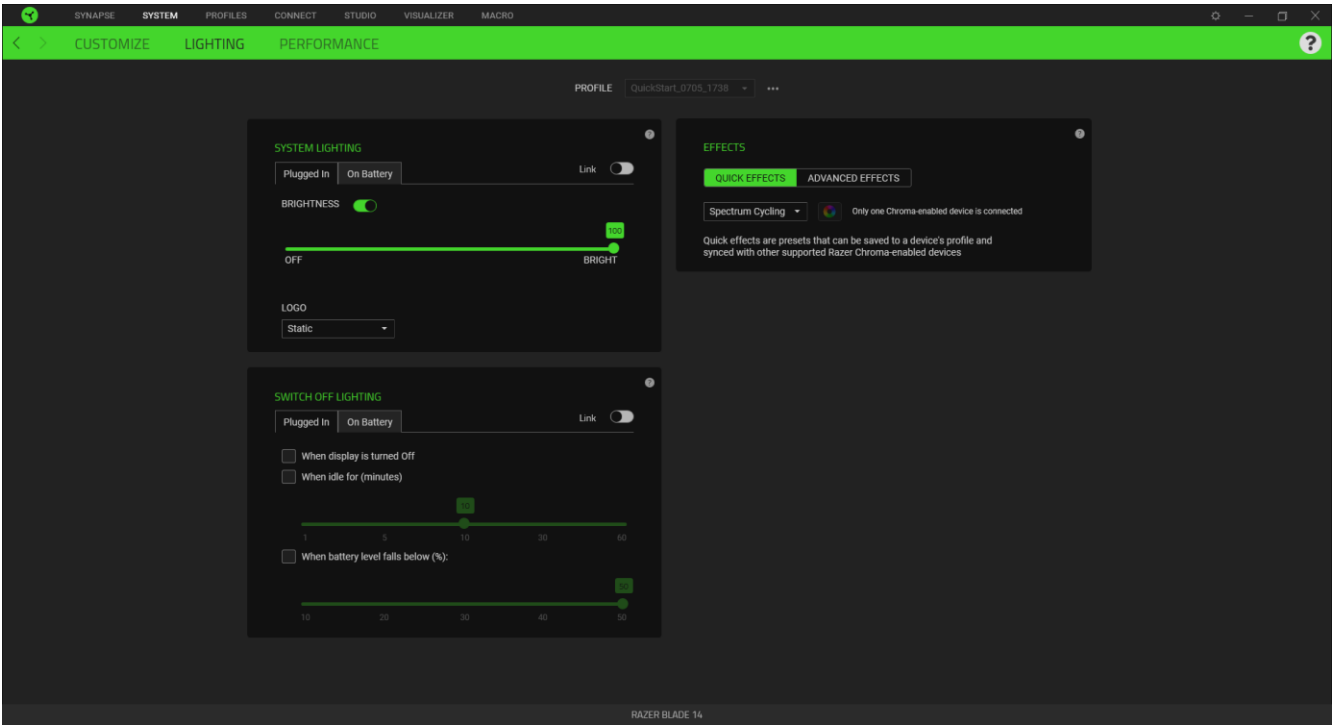 SYNAPSE SYSTEM PROFILES CONNECT STUDIO VISUALIZER MACRO
CUSTOMIZE LIGHTING PERFORMANCE ?
PROFILE QuickStart_0705_1738 •••
?
SYSTEM LIGHTING
Plugged In On Battery Link
BRIGHTNESS
100
OFF BRIGHT
LOGO
Static
?
EFFECTS
QUICK EFFECTS ADVANCED EFFECTS
Spectrum Cycling Only one Chroma-enabled device is connected
Quick effects are presets that can be saved to a device's profile and
synced with other supported Razer Chroma-enabled devices
?
SWITCH OFF LIGHTING
Plugged In On Battery Link
When display is turned Off
When idle for (minutes)
10
1 5 10 30 60
When battery level falls below (%):
50
10 20 30 40 50
RAZER BLADE 14